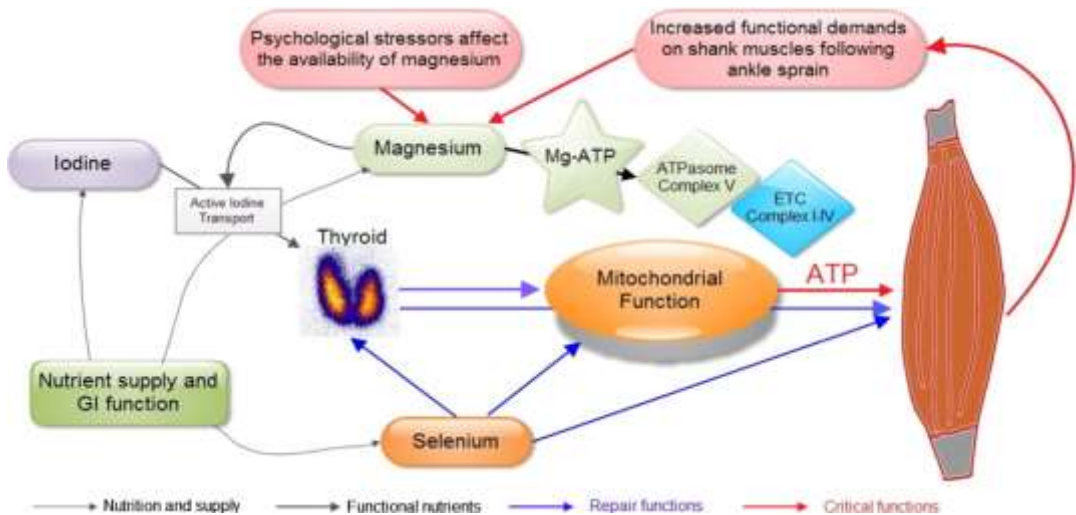 Psychological stressors affect
the availability of magnesium
Increased functional demands
on shank muscles following
ankle sprain
Iodine
Magnesium
Mg-ATP
ATPasome
Complex V
ETC
Complex I-IV
Active Iodine
Transport
Thyroid
Mitochondrial
Function
ATP
Nutrient supply and
GI function
Selenium
Nutrition and supply
Functional nutrients
Repair functions
Critical functions